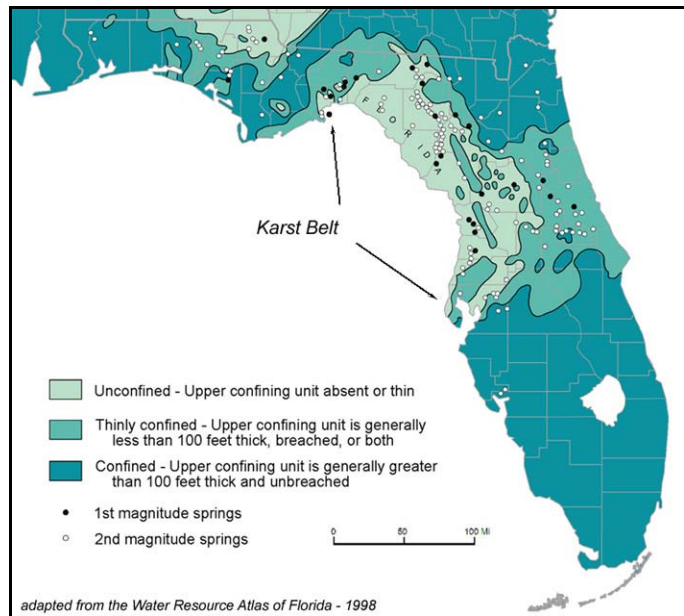 FLORIDA
Karst Belt
Unconfined - Upper confining unit absent or thin
Thinly confined - Upper confining unit is generally
less than 100 feet thick, breached, or both
Confined - Upper confining unit is generally greater
than 100 feet thick and unbreached
1st magnitude springs
2nd magnitude springs
0 50 100 Mi
adapted from the Water Resource Atlas of Florida - 1998